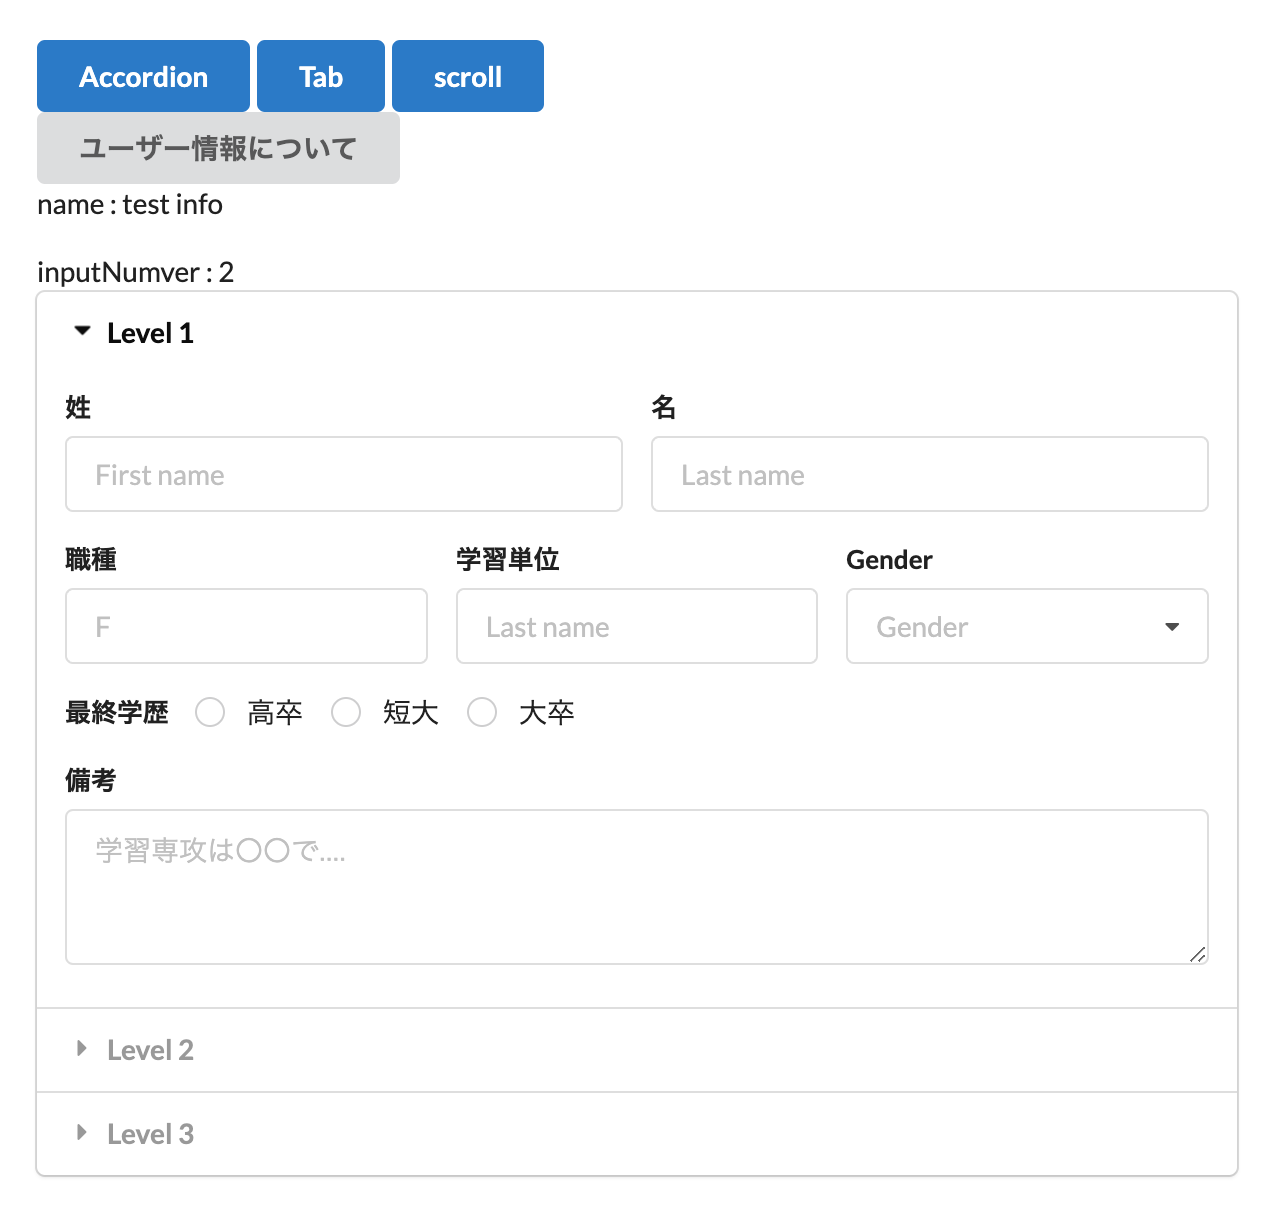 Accordion Tab scroll
ユーザー情報について
name : test info
inputNumver : 2
Level 1
姓 名
First name Last name
職種 学習単位 Gender
F Last name Gender
最終学歴 高卒 短大 大卒
備考
学習専攻は〇〇で....
Level 2
Level 3